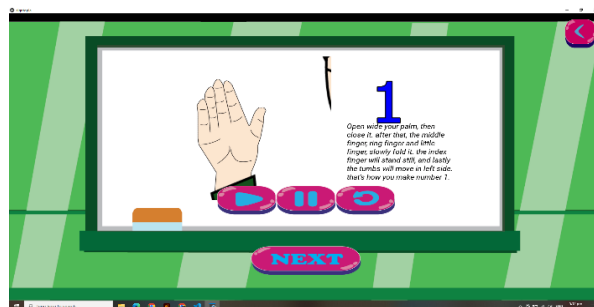 1
Open wide your palm, then
close it. after that, the middle
finger, ring finger and little
finger, slowly fold it. the index
finger will stand still, and lastly
the tumbs will move in left side.
that's how you make number 1.
NEXT